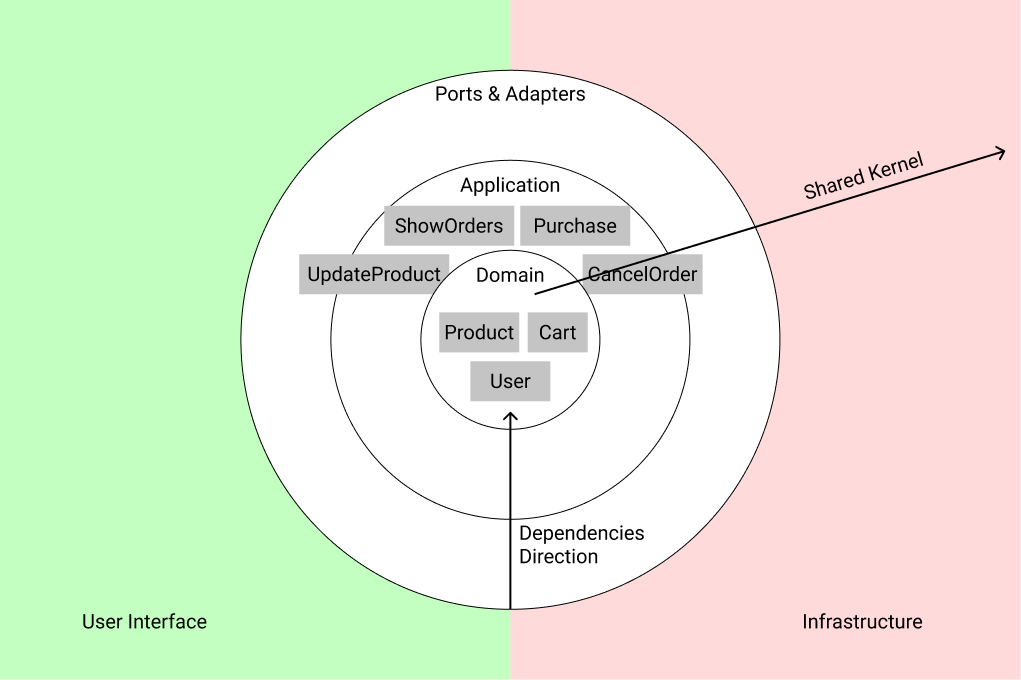 Ports & Adapters
Shared Kernel
Application
ShowOrders
Purchase
UpdateProduct
Domain
CancelOrder
Product
Cart
User
Dependencies
Direction
User Interface
Infrastructure